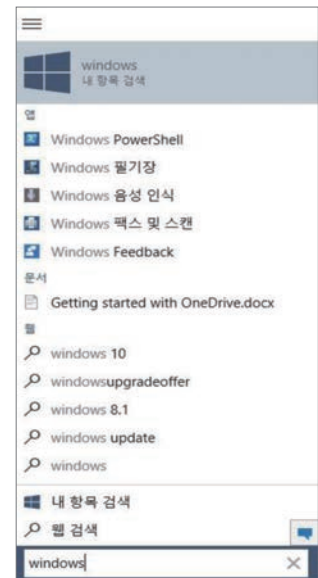 windows
내 항목 검색
앱
Windows PowerShell
Windows 필기장
Windows 음성 인식
Windows 팩스 및 스캔
Windows Feedback
문서
Getting started with OneDrive.docx
웹
windows 10
windowsupgradeoffer
windows 8.1
windows update
windows
내 항목 검색
웹 검색
windows